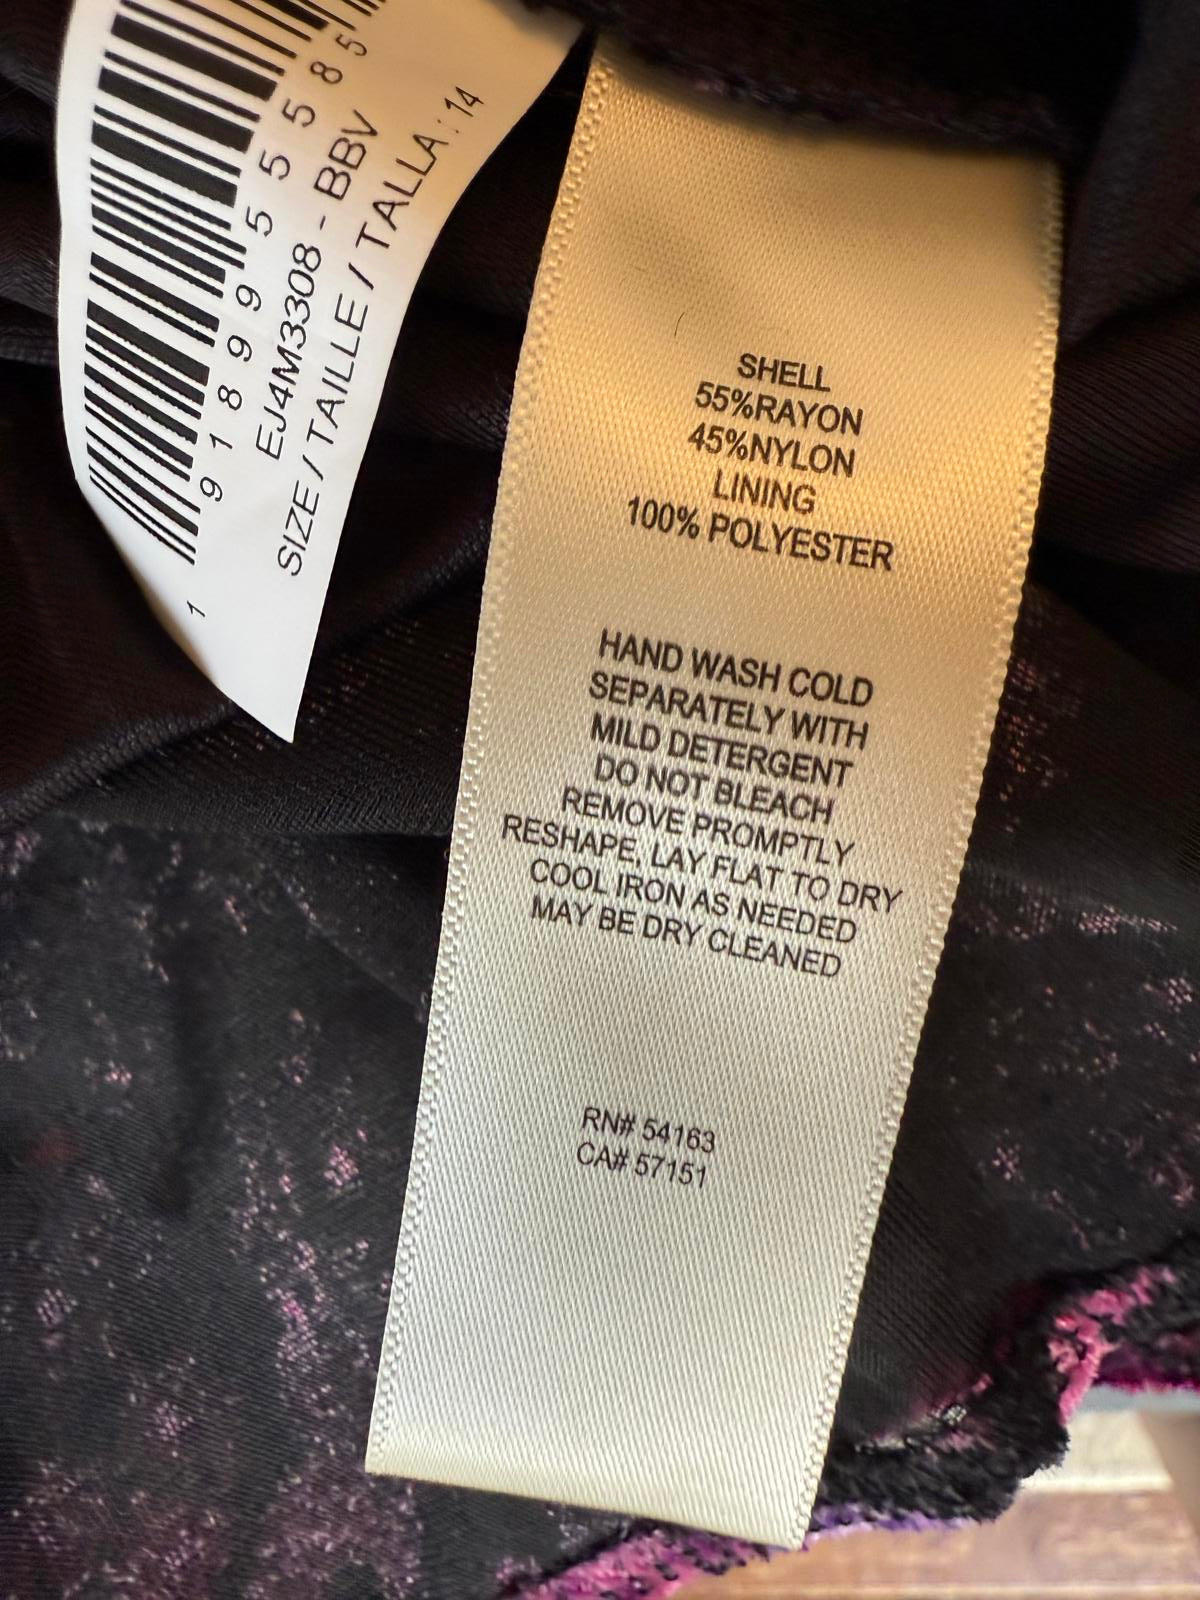 1 91899 55585
EJ4M3308 - BBV
SIZE / TAILLE / TALLA : 14
SHELL
55%RAYON
45%NYLON
LINING
100% POLYESTER
HAND WASH COLD
SEPARATELY WITH
MILD DETERGENT
DO NOT BLEACH
REMOVE PROMPTLY
RESHAPE, LAY FLAT TO DRY
COOL IRON AS NEEDED
MAY BE DRY CLEANED
RN# 54163
CA# 57151